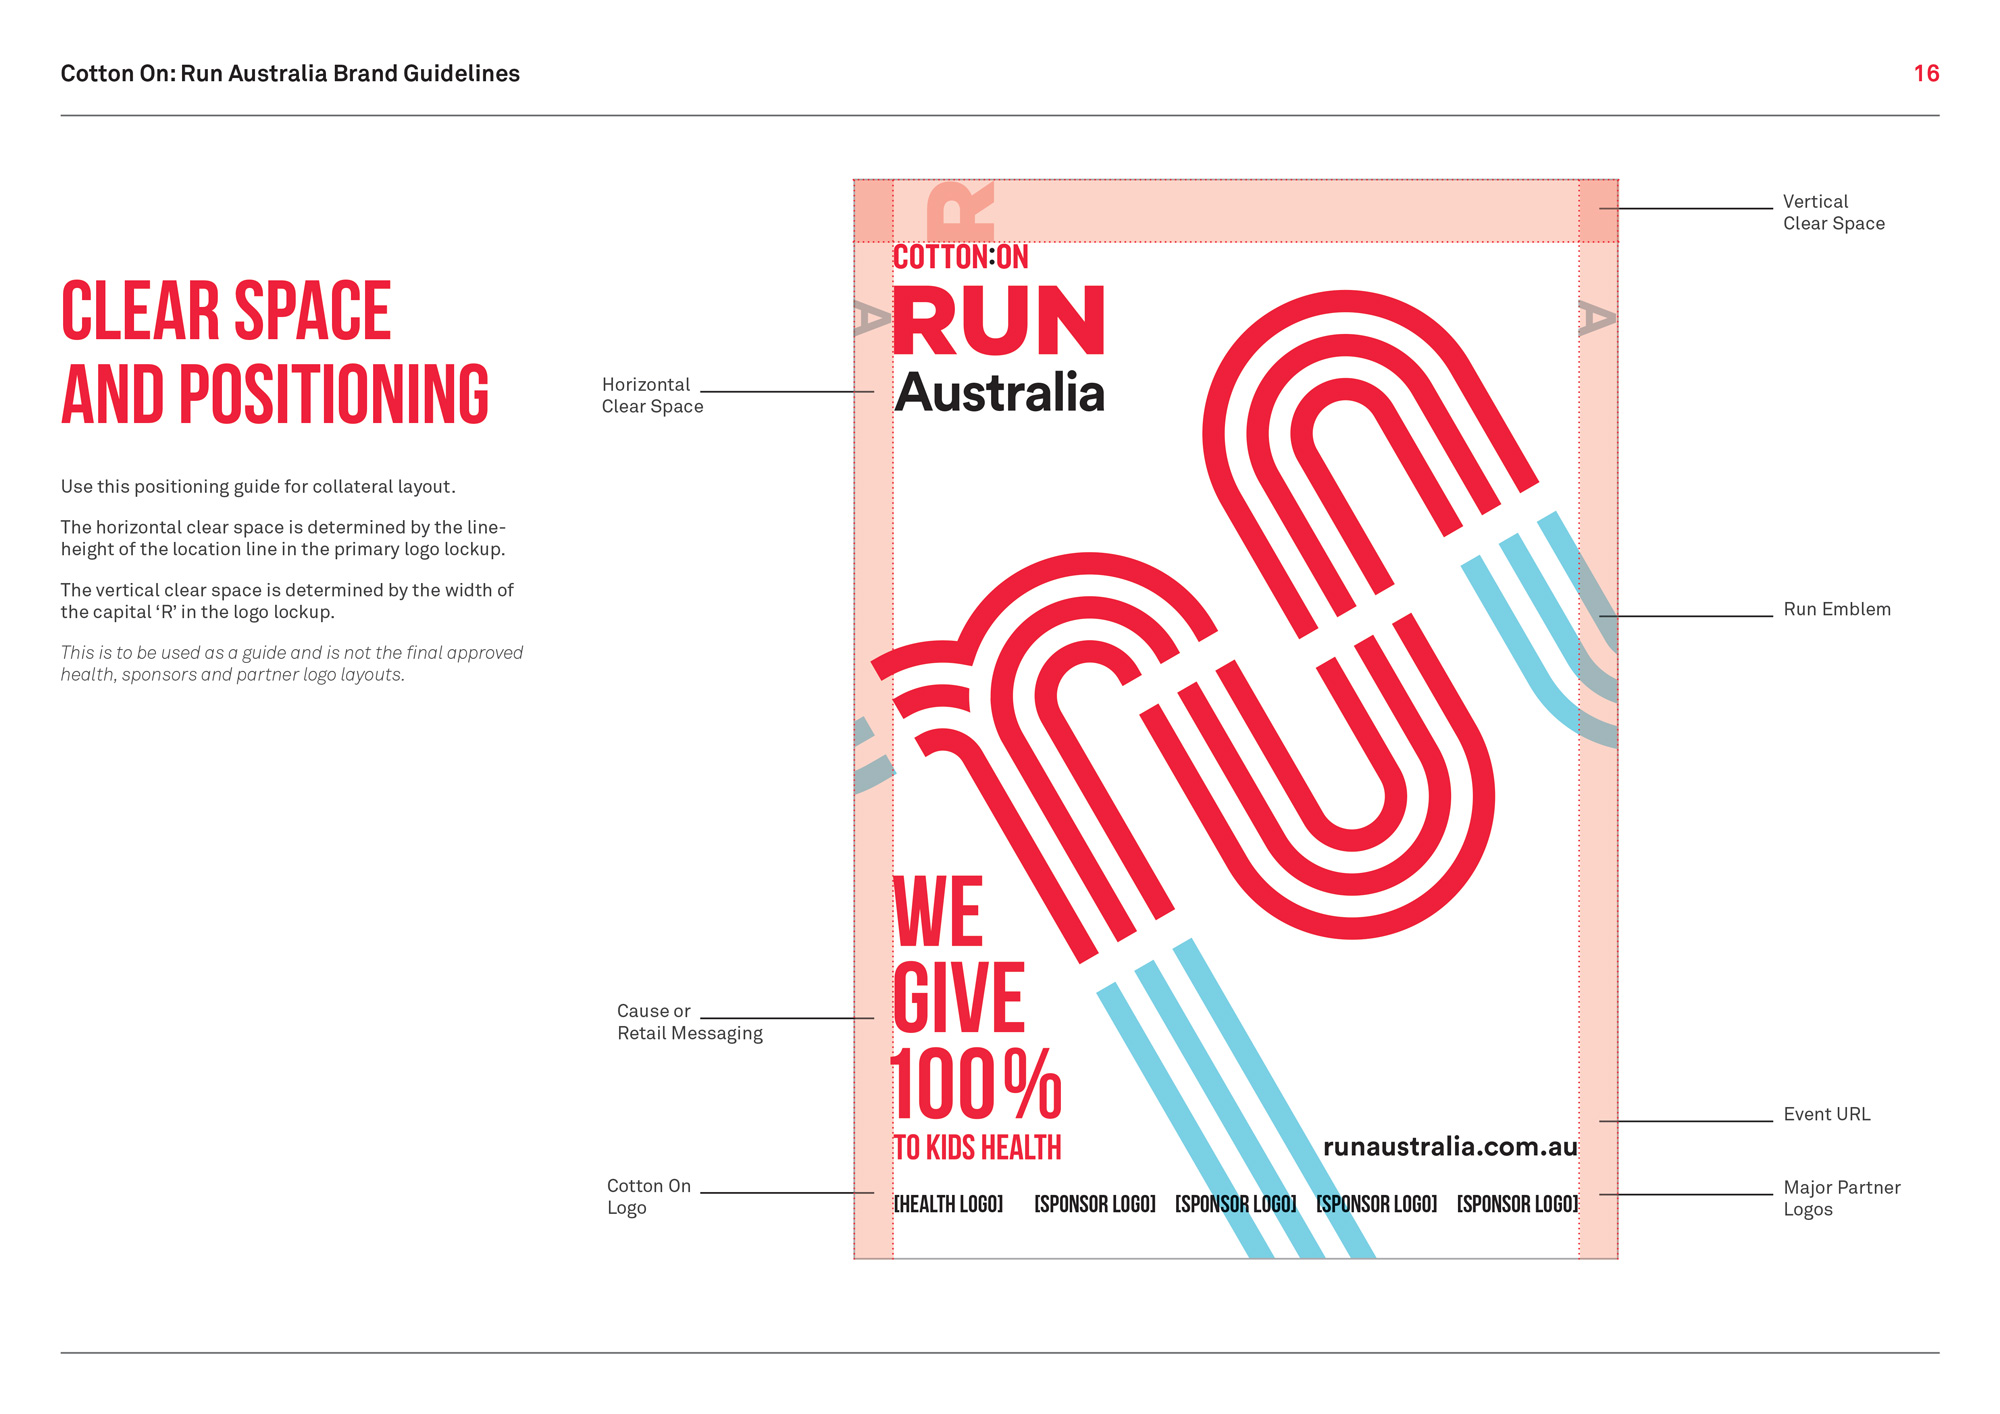 Cotton On: Run Australia Brand Guidelines
16
CLEAR SPACE
AND POSITIONING
Use this positioning guide for collateral layout.
The horizontal clear space is determined by the line-
height of the location line in the primary logo lockup.
The vertical clear space is determined by the width of
the capital ‘R’ in the logo lockup.
This is to be used as a guide and is not the final approved
health, sponsors and partner logo layouts.
Horizontal
Clear Space
Cause or
Retail Messaging
Cotton On
Logo
R
COTTON:ON
A
RUN
A
Australia
WE
GIVE
100%
TO KIDS HEALTH
runaustralia.com.au
[HEALTH LOGO] [SPONSOR LOGO] [SPONSOR LOGO] [SPONSOR LOGO] [SPONSOR LOGO]
Vertical
Clear Space
Run Emblem
Event URL
Major Partner
Logos